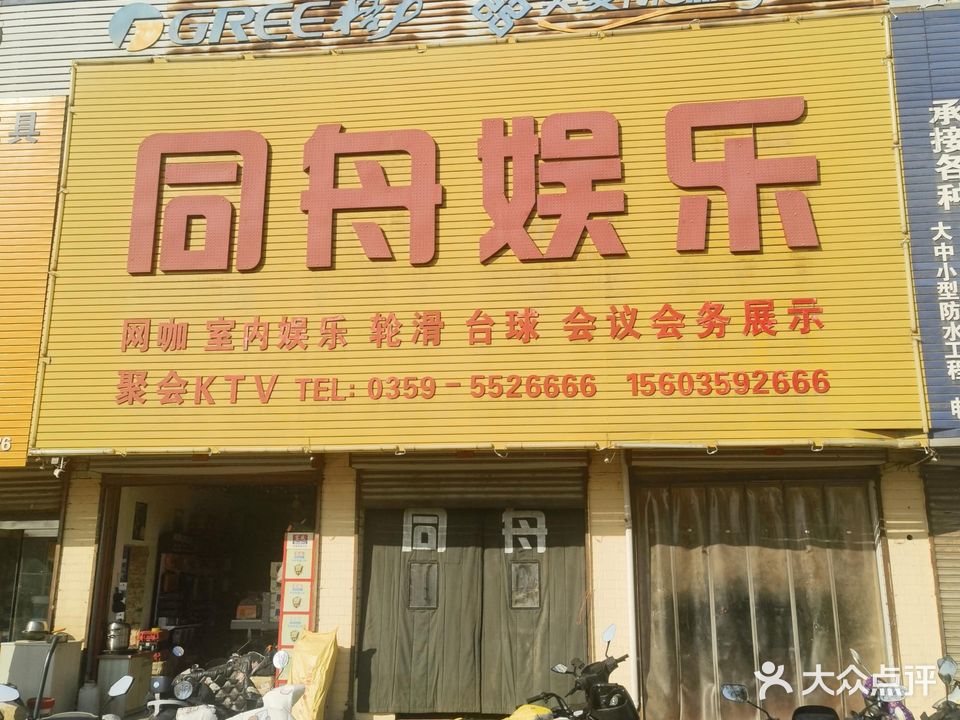 GREE格力
具
同舟娱乐
网咖 室内娱乐 轮滑 台球 会议会务展示
聚会KTV TEL: 0359-5526666 15603592666
承接各种
大中小型防水工程
同舟
大众点评